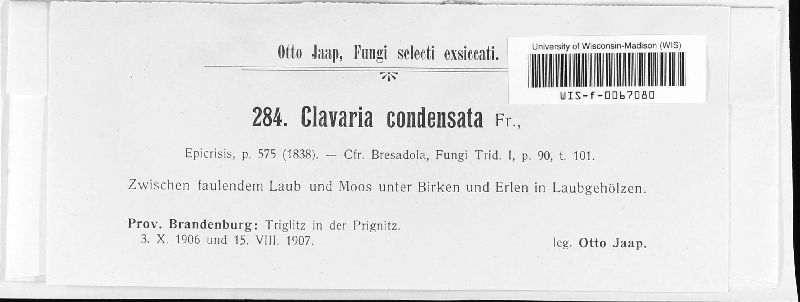 Otto Jaap, Fungi selecti exsiccati.
University of Wisconsin-Madison (WIS)
WIS-f-0067080
284. Clavaria condensata Fr.,
Epicrisis, p. 575 (1838). — Cfr. Bresadola, Fungi Trid. I, p. 90, t. 101.
Zwischen faulendem Laub und Moos unter Birken und Erlen in Laubgehölzen.
Prov. Brandenburg: Triglitz in der Prignitz.
3. X. 1906 und 15. VIII. 1907.
leg. Otto Jaap.